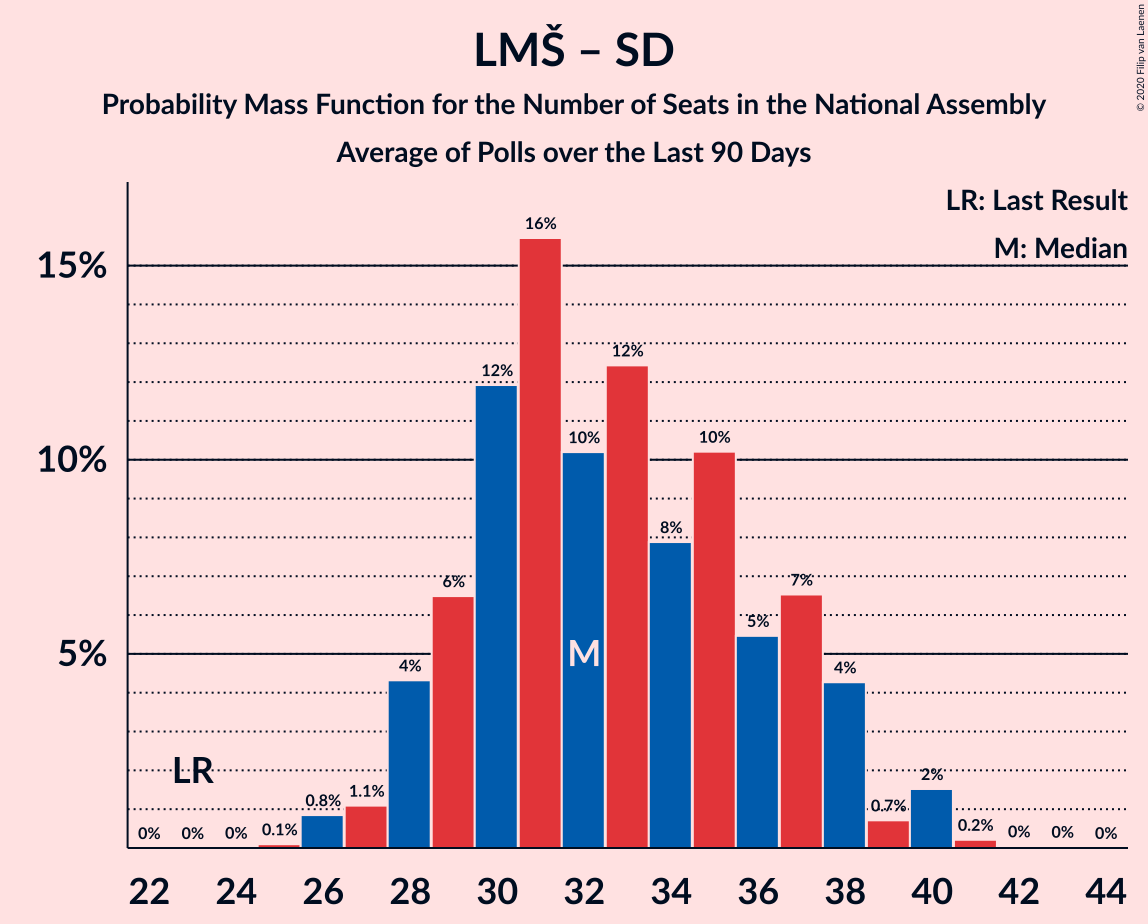 LMŠ – SD
Probability Mass Function for the Number of Seats in the National Assembly
Average of Polls over the Last 90 Days
© 2020 Filip van Laenen
LR: Last Result
M: Median
15%
10%
5%
0% 0% 0% 0.1% 0.8% 1.1% 4% 6% 12% 16% 10% 12% 8% 10% 5% 7% 4% 0.7% 2% 0.2% 0% 0% 0%
LR
M
22 24 26 28 30 32 34 36 38 40 42 44